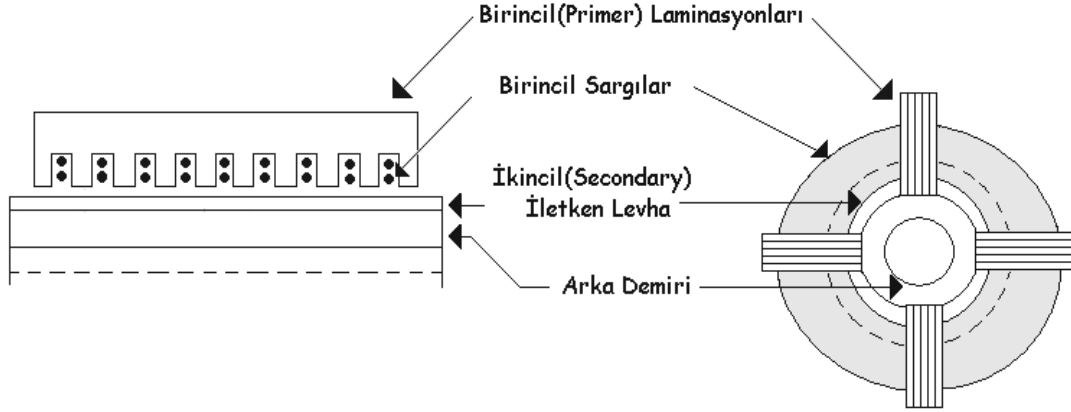 Birincil(Primer) Laminasyonları
Birincil Sargılar
İkincil(Secondary)
İletken Levha
Arka Demiri